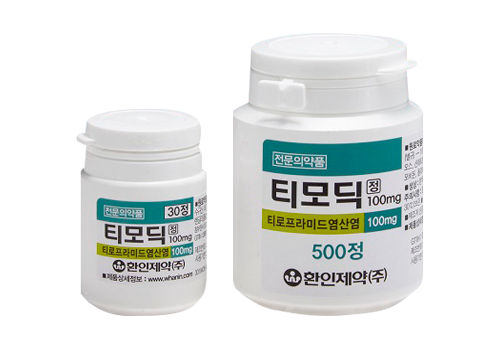 전문의약품
30정
티모딕 정
100mg
티로프라미드염산염 100mg
환인제약(주)
■제품상세정보 : www.whanin.com
전문의약품
티모딕 정
100mg
티로프라미드염산염 100mg
500정
환인제약(주)